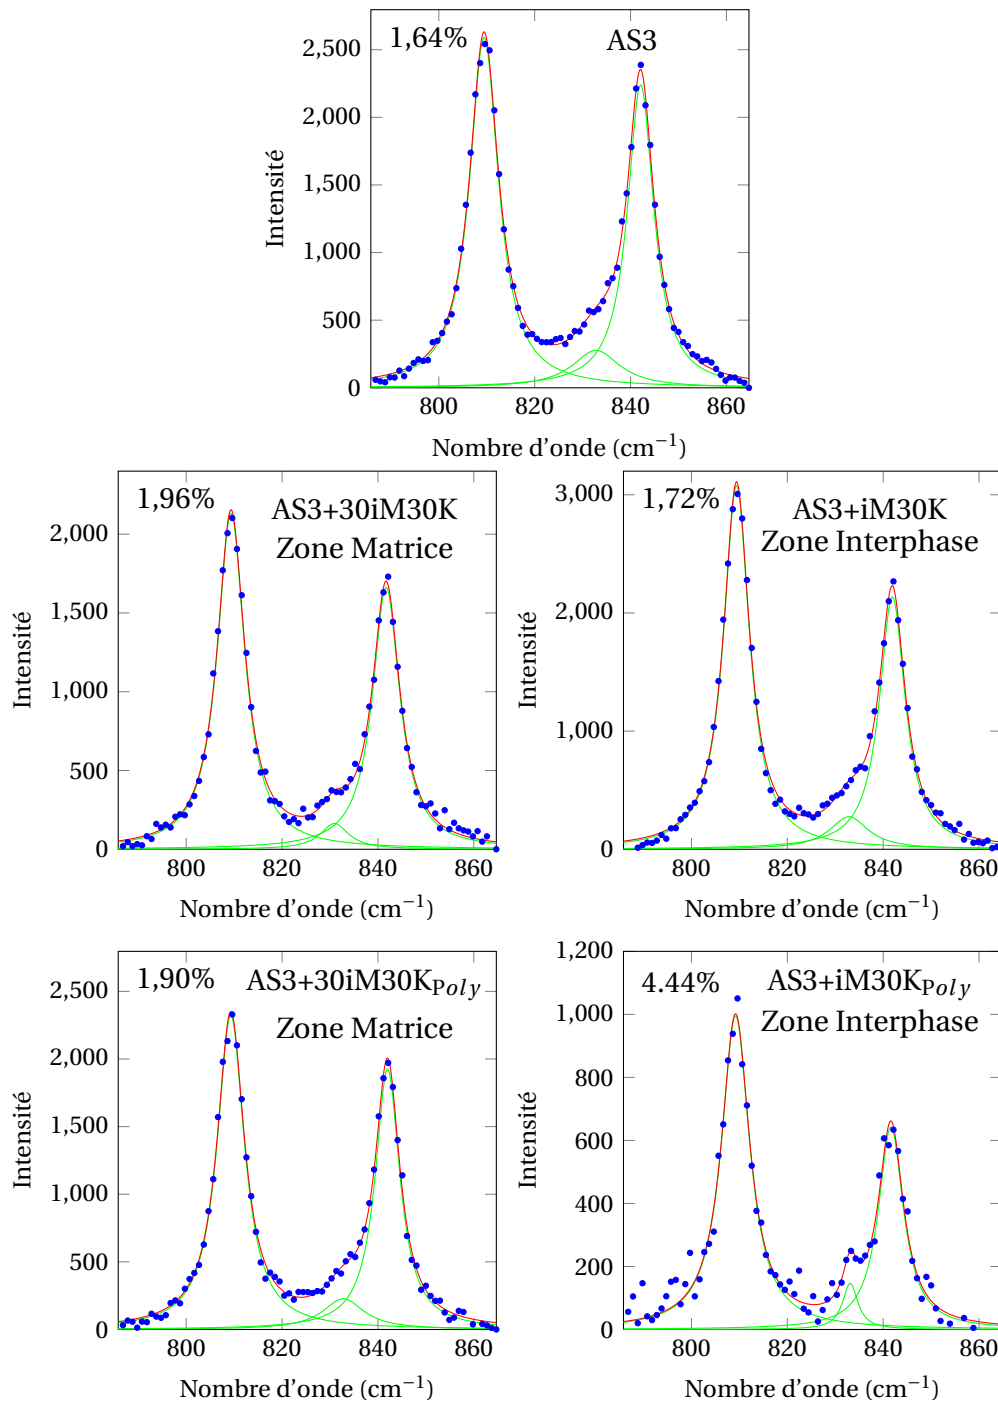 1,64%
AS3
2,500
2,000
1,500
1,000
500
0
Intensité
800 820 840 860
Nombre d'onde (cm⁻¹)
1,96%
AS3+30iM30K
Zone Matrice
2,000
1,500
1,000
500
0
Intensité
800 820 840 860
Nombre d'onde (cm⁻¹)
1,72%
AS3+iM30K
Zone Interphase
3,000
2,000
1,000
0
Intensité
800 820 840 860
Nombre d'onde (cm⁻¹)
1,90%
AS3+30iM30K_Poly
Zone Matrice
2,500
2,000
1,500
1,000
500
0
Intensité
800 820 840 860
Nombre d'onde (cm⁻¹)
4.44%
AS3+iM30K_Poly
Zone Interphase
1,200
1,000
800
600
400
200
0
Intensité
800 820 840 860
Nombre d'onde (cm⁻¹)